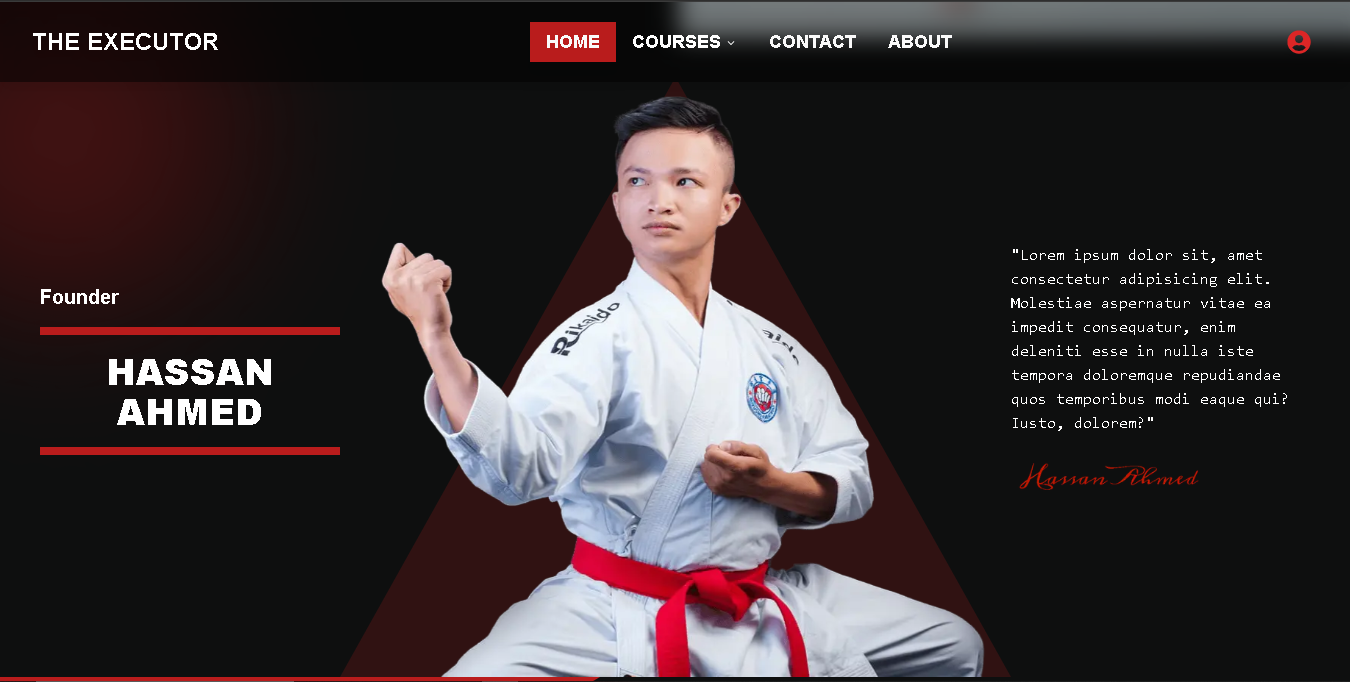 THE EXECUTOR
HOME
COURSES
CONTACT
ABOUT
Founder
HASSAN
AHMED
Rikaido
"Lorem ipsum dolor sit, amet
consectetur adipisicing elit.
Molestiae aspernatur vitae ea
impedit consequatur, enim
deleniti esse in nulla iste
tempora doloremque repudiandae
quos temporibus modi eaque qui?
Iusto, dolorem?"
Hassan Ahmed